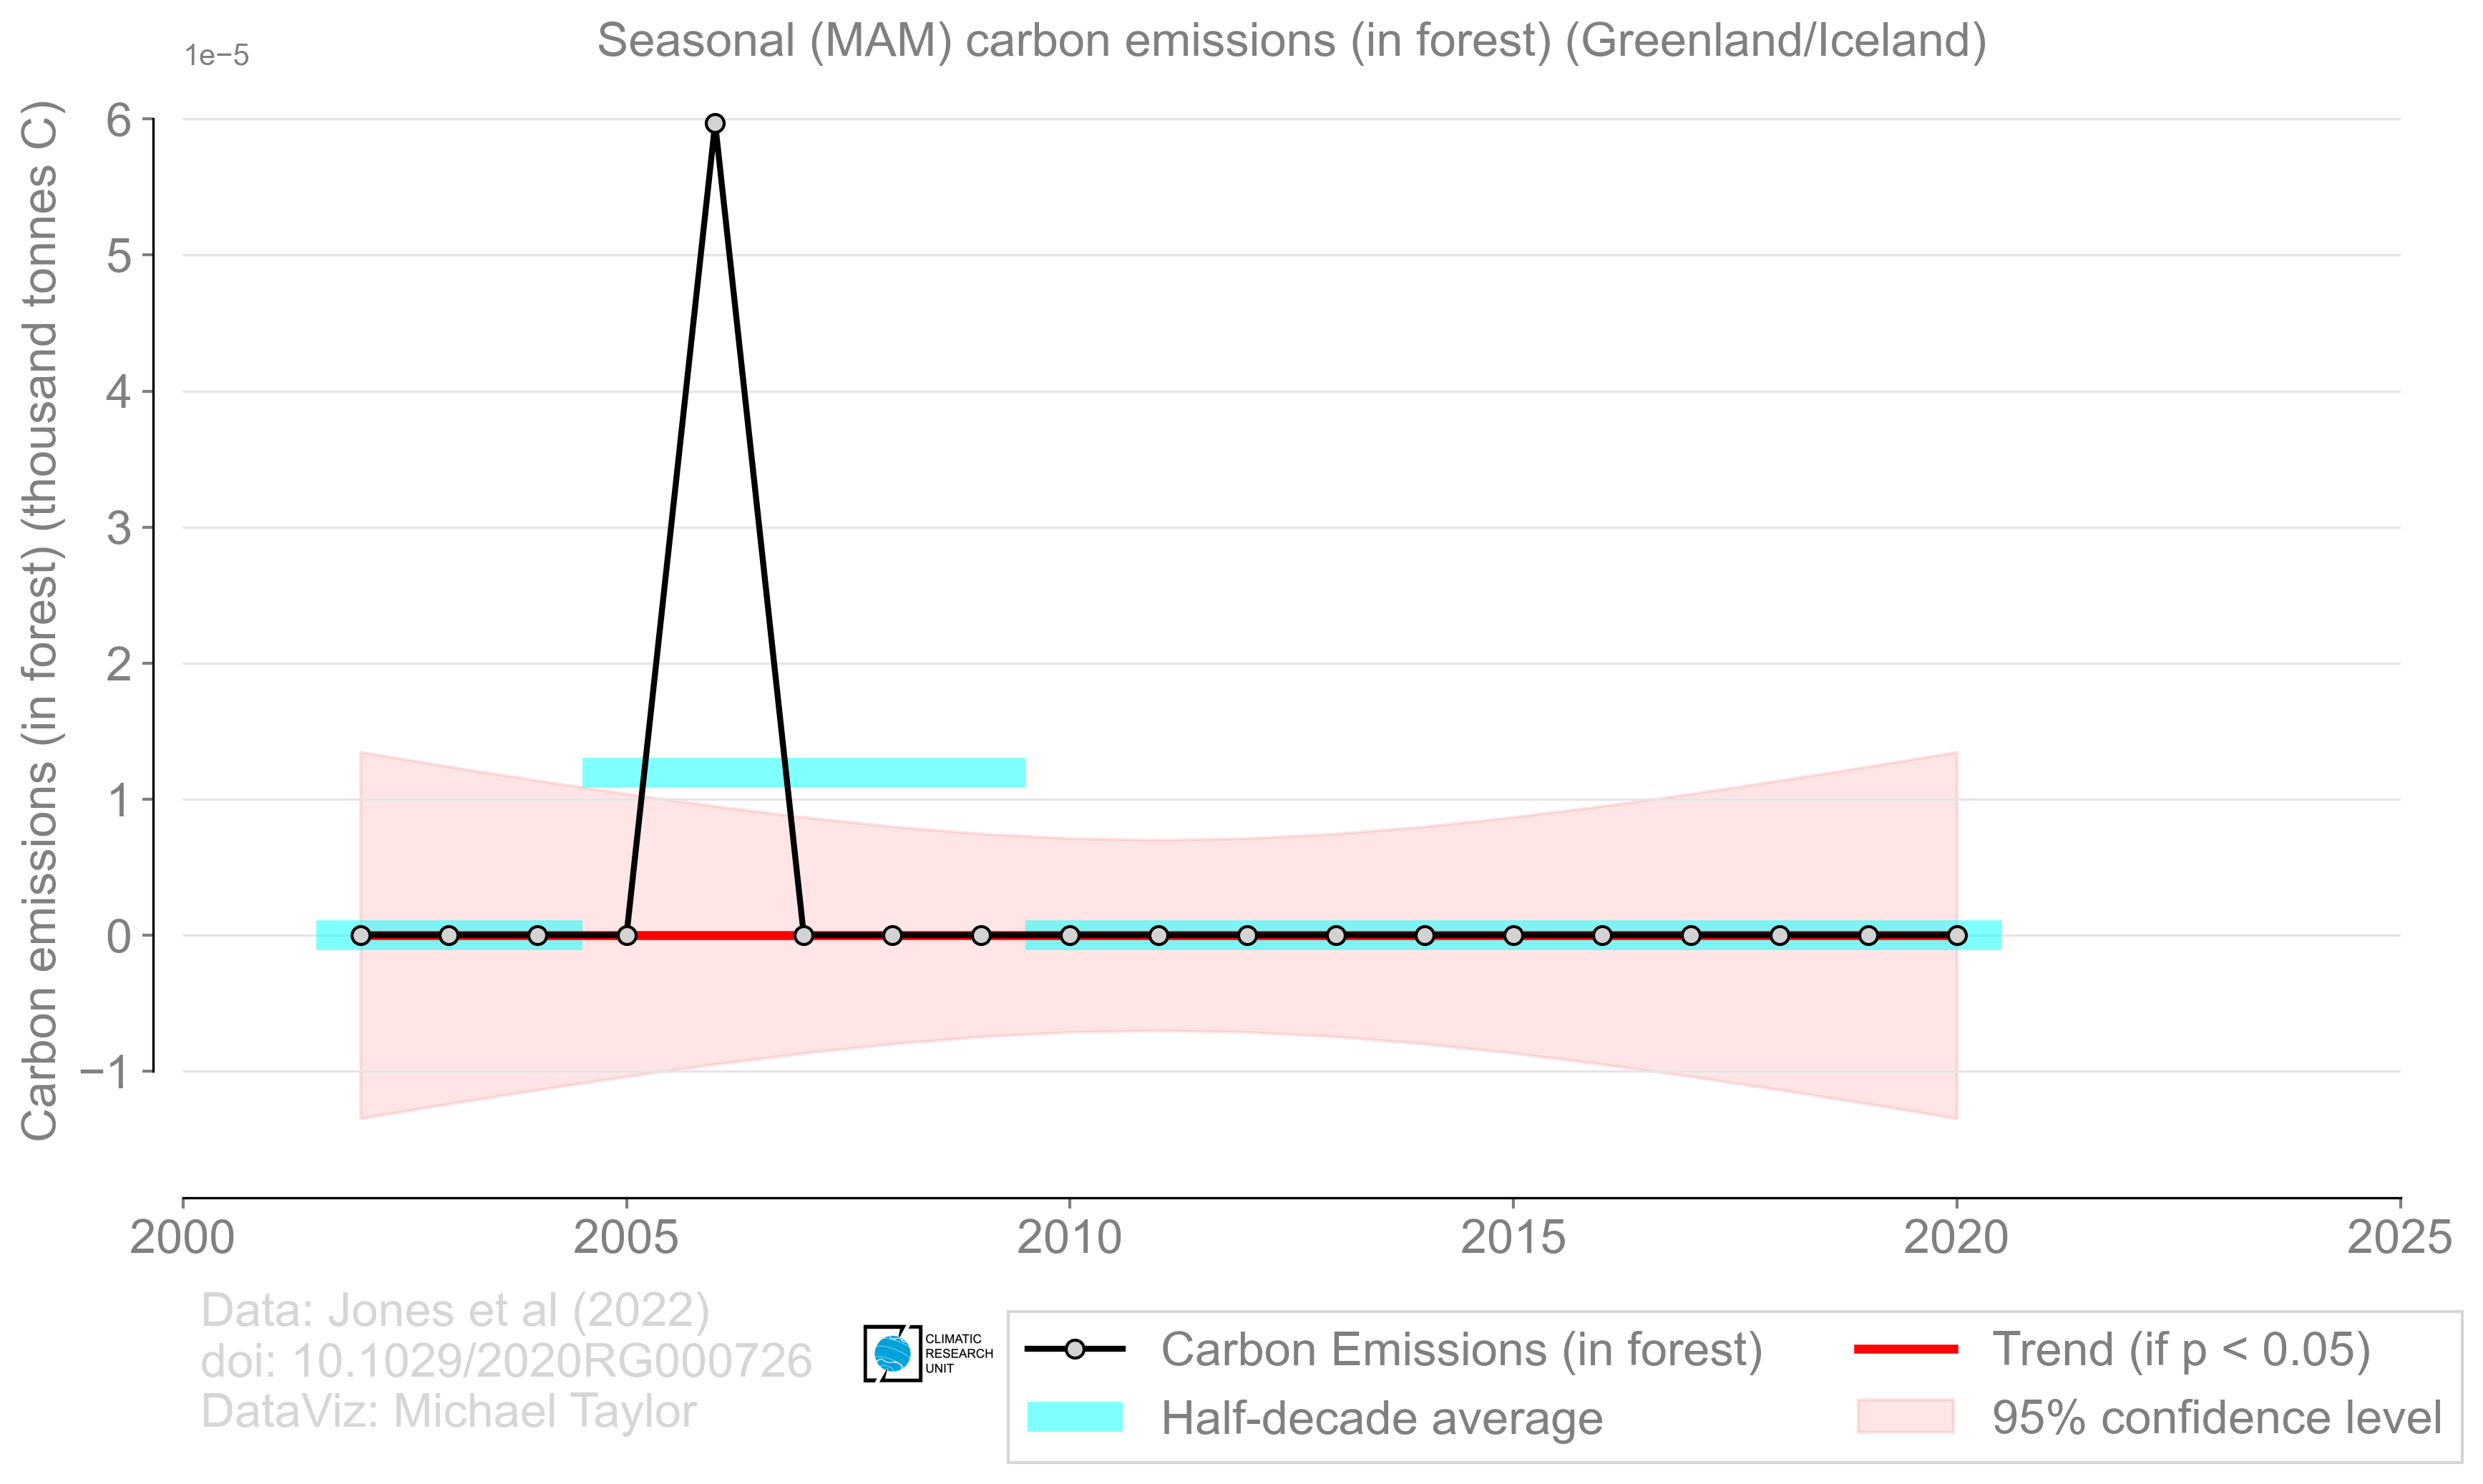 Seasonal (MAM) carbon emissions (in forest) (Greenland/Iceland)
1e−5
Carbon emissions (in forest) (thousand tonnes C)
6
5
4
3
2
1
0
−1
2000 2005 2010 2015 2020 2025
Data: Jones et al (2022)
doi: 10.1029/2020RG000726
DataViz: Michael Taylor
CLIMATIC
RESEARCH
UNIT
Carbon Emissions (in forest)
Half-decade average
Trend (if p < 0.05)
95% confidence level